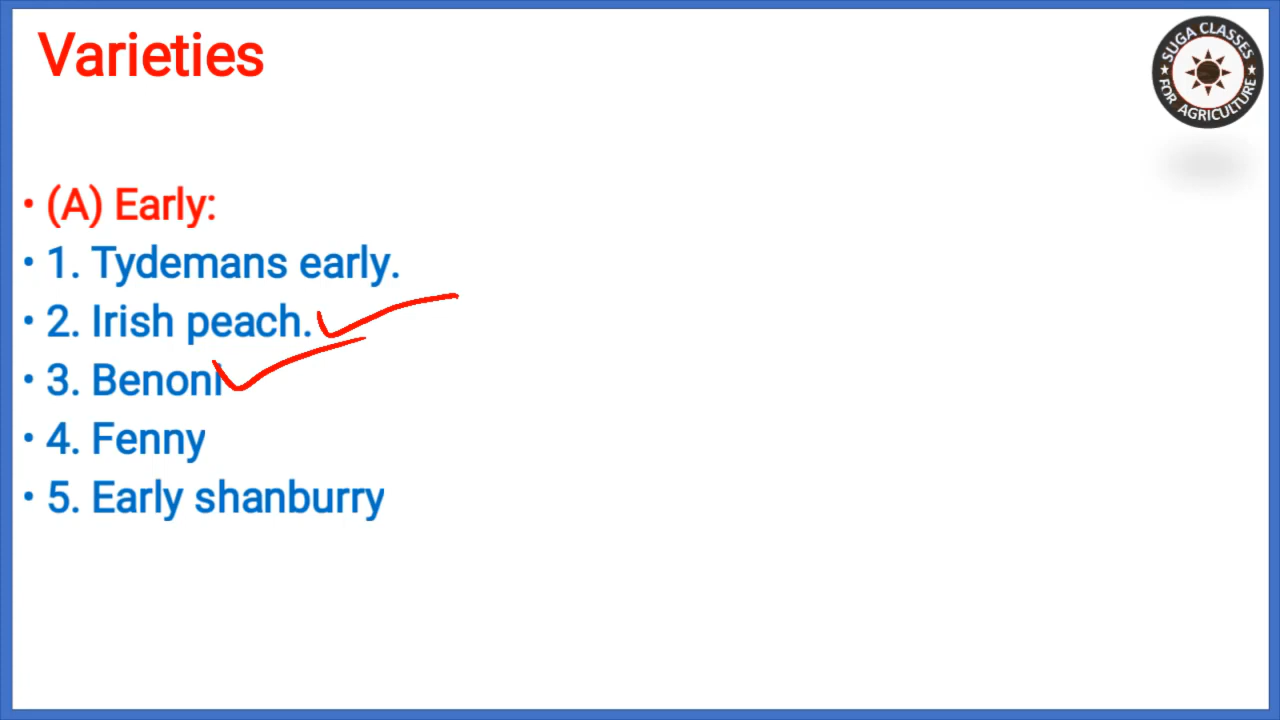 Varieties
SUGA CLASSES
FOR AGRICULTURE
• (A) Early:
• 1. Tydemans early.
• 2. Irish peach.
• 3. Benoni
• 4. Fenny
• 5. Early shanburry